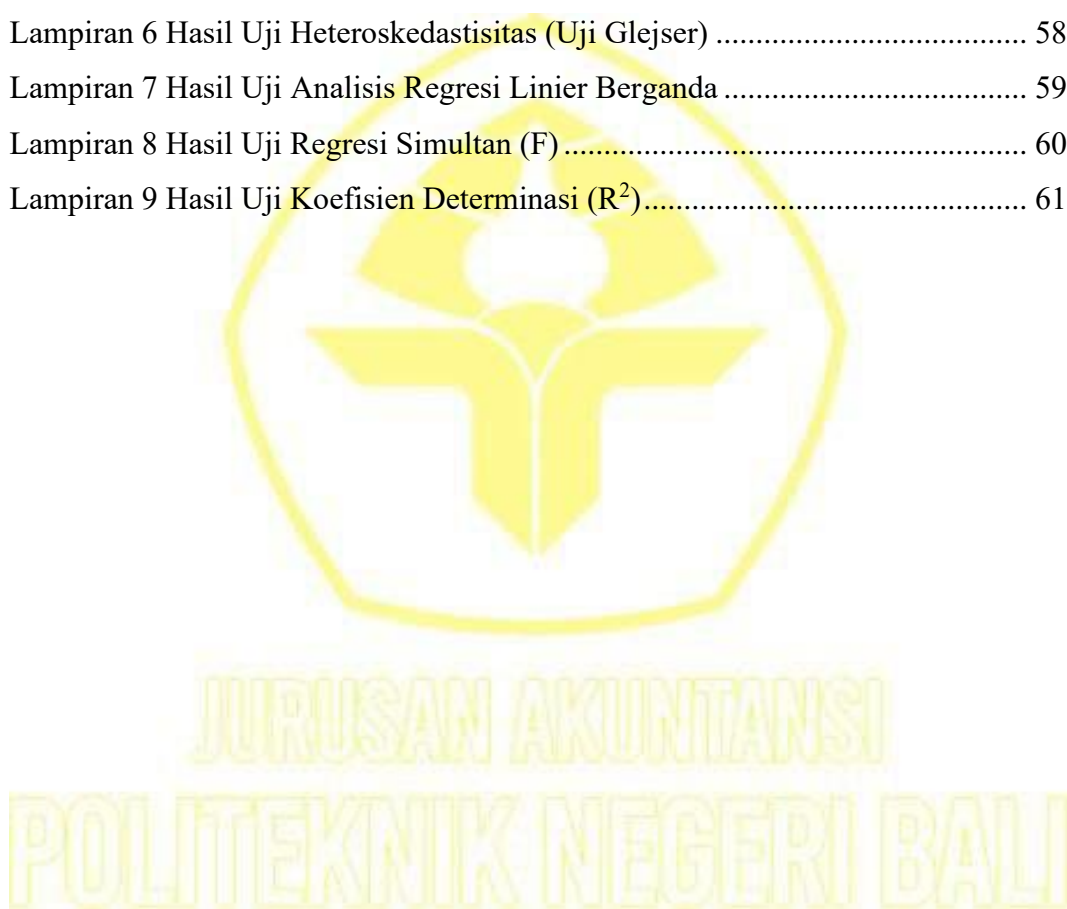 Lampiran 6 Hasil Uji Heteroskedastisitas (Uji Glejser) ................................. 58
Lampiran 7 Hasil Uji Analisis Regresi Linier Berganda ................................ 59
Lampiran 8 Hasil Uji Regresi Simultan (F) ................................................. 60
Lampiran 9 Hasil Uji Koefisien Determinasi (R²) ......................................... 61
JURUSAN AKUNTANSI
POLITEKNIK NEGERI BALI